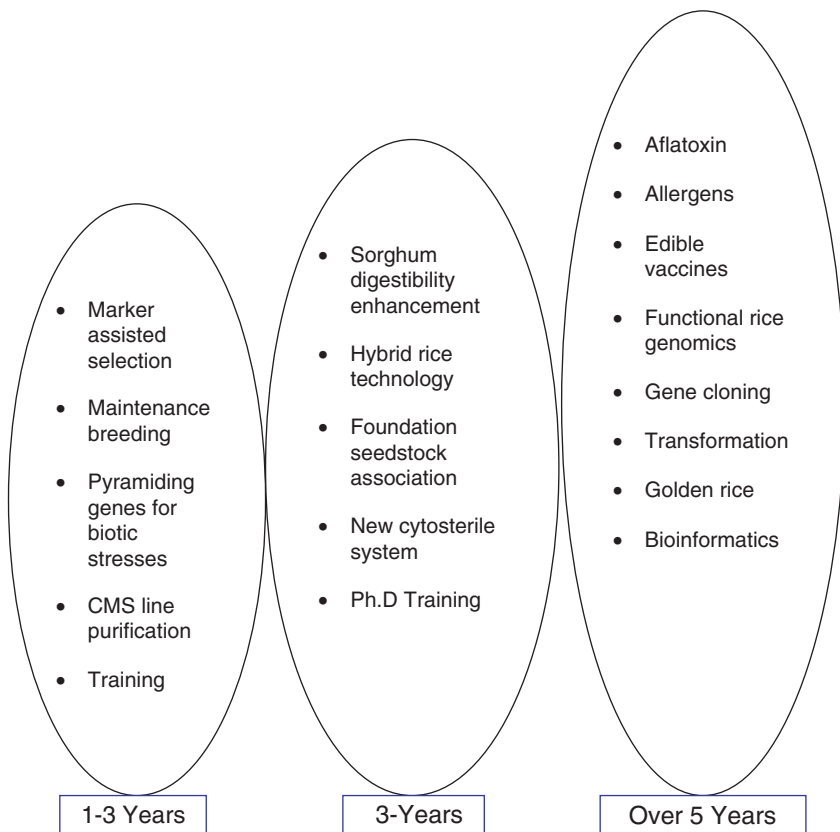 • Marker
assisted
selection
• Maintenance
breeding
• Pyramiding
genes for
biotic
stresses
• CMS line
purification
• Training
1-3 Years
• Sorghum
digestibility
enhancement
• Hybrid rice
technology
• Foundation
seedstock
association
• New cytosterile
system
• Ph.D Training
3-Years
• Aflatoxin
• Allergens
• Edible
vaccines
• Functional rice
genomics
• Gene cloning
• Transformation
• Golden rice
• Bioinformatics
Over 5 Years